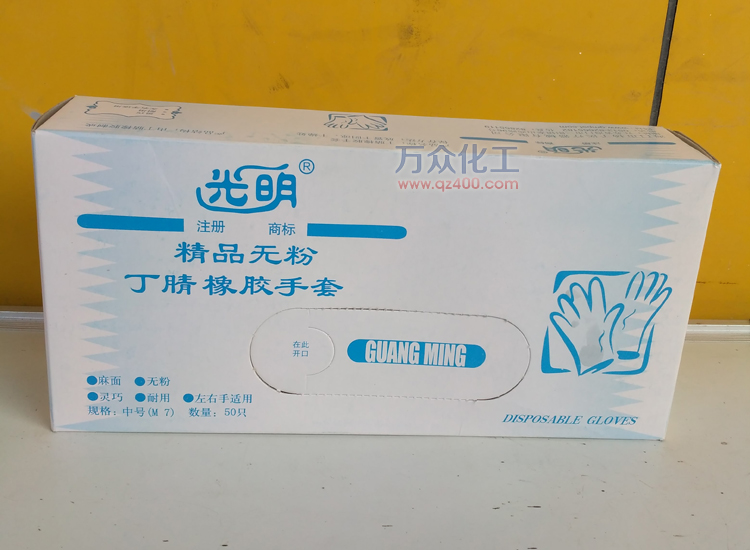 万众化工
www.qz400.com
光明®
注册 商标
精品无粉
丁腈橡胶手套
在此
开口
GUANG MING
●麻面 ●无粉
●灵巧 ●耐用 ●左右手适用
规格：中号(M 7) 数量：50只
DISPOSABLE GLOVES